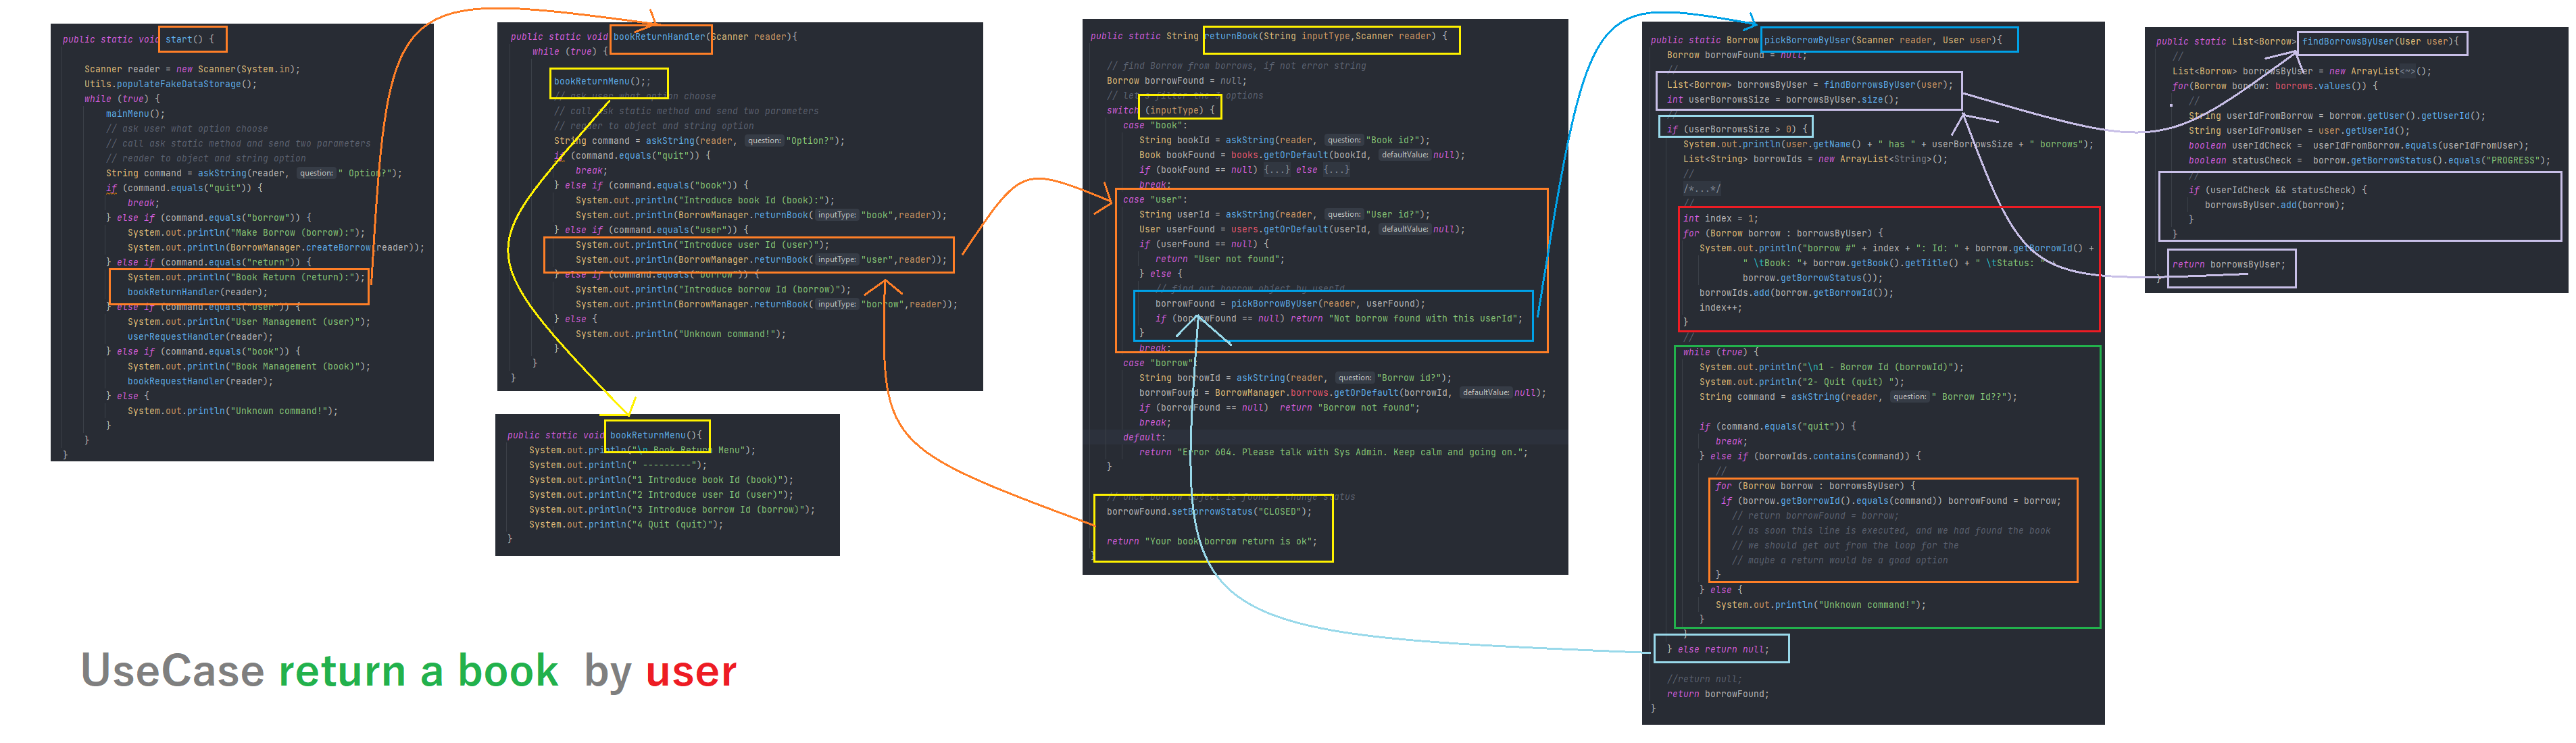 public static void start() {
Scanner reader = new Scanner(System.in);
Utils.populateFakeDataStorage();
while (true) {
mainMenu();
// ask user what option choose
// call ask static method and send two parameters
// reader to object and string option
String command = askString(reader, question: " Option?");
if (command.equals("quit")) {
break;
} else if (command.equals("borrow")) {
System.out.println("Make Borrow (borrow):");
System.out.println(BorrowManager.createBorrow(reader));
} else if (command.equals("return")) {
System.out.println("Book Return (return):");
bookReturnHandler(reader);
} else if (command.equals("user")) {
System.out.println("User Management (user)");
userRequestHandler(reader);
} else if (command.equals("book")) {
System.out.println("Book Management (book)");
bookRequestHandler(reader);
} else {
System.out.println("Unknown command!");
}
}
}
public static void bookReturnHandler(Scanner reader){
while (true) {
bookReturnMenu();;
// ask user what option choose
// call ask static method and send two parameters
// reader to object and string option
String command = askString(reader, question: "Option?");
if (command.equals("quit")) {
break;
} else if (command.equals("book")) {
System.out.println("Introduce book Id (book):");
System.out.println(BorrowManager.returnBook( inputType: "book",reader));
} else if (command.equals("user")) {
System.out.println("Introduce user Id (user)");
System.out.println(BorrowManager.returnBook( inputType: "user",reader));
} else if (command.equals("borrow")) {
System.out.println("Introduce borrow Id (borrow)");
System.out.println(BorrowManager.returnBook( inputType: "borrow",reader));
} else {
System.out.println("Unknown command!");
}
}
}
public static void bookReturnMenu(){
System.out.println("\n Book Return Menu");
System.out.println(" ---------");
System.out.println("1 Introduce book Id (book)");
System.out.println("2 Introduce user Id (user)");
System.out.println("3 Introduce borrow Id (borrow)");
System.out.println("4 Quit (quit)");
}
public static String returnBook(String inputType,Scanner reader) {
// find Borrow from borrows, if not error string
Borrow borrowFound = null;
// let's filter the 3 options
switch (inputType) {
case "book":
String bookId = askString(reader, question: "Book id?");
Book bookFound = books.getOrDefault(bookId, defaultValue: null);
if (bookFound == null) {...} else {...}
break;
case "user":
String userId = askString(reader, question: "User id?");
User userFound = users.getOrDefault(userId, defaultValue: null);
if (userFound == null) {
return "User not found";
} else {
// find out borrow object by userId
borrowFound = pickBorrowByUser(reader, userFound);
if (borrowFound == null) return "Not borrow found with this userId";
}
break;
case "borrow":
String borrowId = askString(reader, question: "Borrow id?");
borrowFound = BorrowManager.borrows.getOrDefault(borrowId, defaultValue: null);
if (borrowFound == null)  return "Borrow not found";
break;
default:
return "Error 604. Please talk with Sys Admin. Keep calm and going on.";
}
// once borrow object is found > change status
borrowFound.setBorrowStatus("CLOSED");
return "Your book borrow return is ok";
}
public static Borrow pickBorrowByUser(Scanner reader, User user){
Borrow borrowFound = null;
//
List<Borrow> borrowsByUser = findBorrowsByUser(user);
int userBorrowsSize = borrowsByUser.size();
//
if (userBorrowsSize > 0) {
System.out.println(user.getName() + " has " + userBorrowsSize + " borrows");
List<String> borrowIds = new ArrayList<String>();
//
/*...*/
//
int index = 1;
for (Borrow borrow : borrowsByUser) {
System.out.println("borrow #" + index + ": Id: " + borrow.getBorrowId() +
" \tBook: "+ borrow.getBook().getTitle() + " \tStatus: " +
borrow.getBorrowStatus());
borrowIds.add(borrow.getBorrowId());
index++;
}
//
while (true) {
System.out.println("\n1 - Borrow Id (borrowId)");
System.out.println("2- Quit (quit) ");
String command = askString(reader, question: " Borrow Id??");
if (command.equals("quit")) {
break;
} else if (borrowIds.contains(command)) {
//
for (Borrow borrow : borrowsByUser) {
if (borrow.getBorrowId().equals(command)) borrowFound = borrow;
// return borrowFound = borrow;
// as soon this line is executed, and we had found the book
// we should get out from the loop for the
// maybe a return would be a good option
}
} else {
System.out.println("Unknown command!");
}
}
} else return null;
//return null;
return borrowFound;
}
public static List<Borrow> findBorrowsByUser(User user){
//
List<Borrow> borrowsByUser = new ArrayList<~>();
for(Borrow borrow: borrows.values()) {
//
String userIdFromBorrow = borrow.getUser().getUserId();
String userIdFromUser = user.getUserId();
boolean userIdCheck =  userIdFromBorrow.equals(userIdFromUser);
boolean statusCheck =  borrow.getBorrowStatus().equals("PROGRESS");
//
if (userIdCheck && statusCheck) {
borrowsByUser.add(borrow);
}
}
return borrowsByUser;
}
UseCase return a book by user